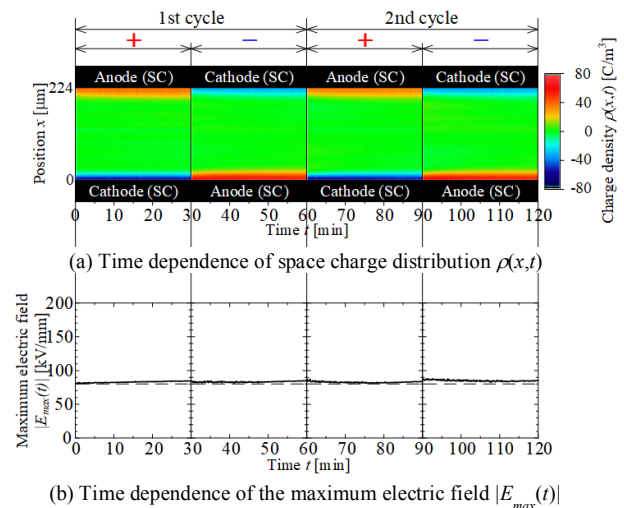 1st cycle 2nd cycle
+ − + −
Anode (SC) Cathode (SC) Anode (SC) Cathode (SC)
Cathode (SC) Anode (SC) Cathode (SC) Anode (SC)
224
0
Position x [μm]
80
40
0
-40
-80
Charge density ρ(x,t) [C/m³]
0 10 20 30 40 50 60 70 80 90 100 110 120
Time t [min]
(a) Time dependence of space charge distribution ρ(x,t)
200
150
100
50
0
Maximum electric field
|Emax(t)| [kV/mm]
0 10 20 30 40 50 60 70 80 90 100 110 120
Time t [min]
(b) Time dependence of the maximum electric field |Emax(t)|